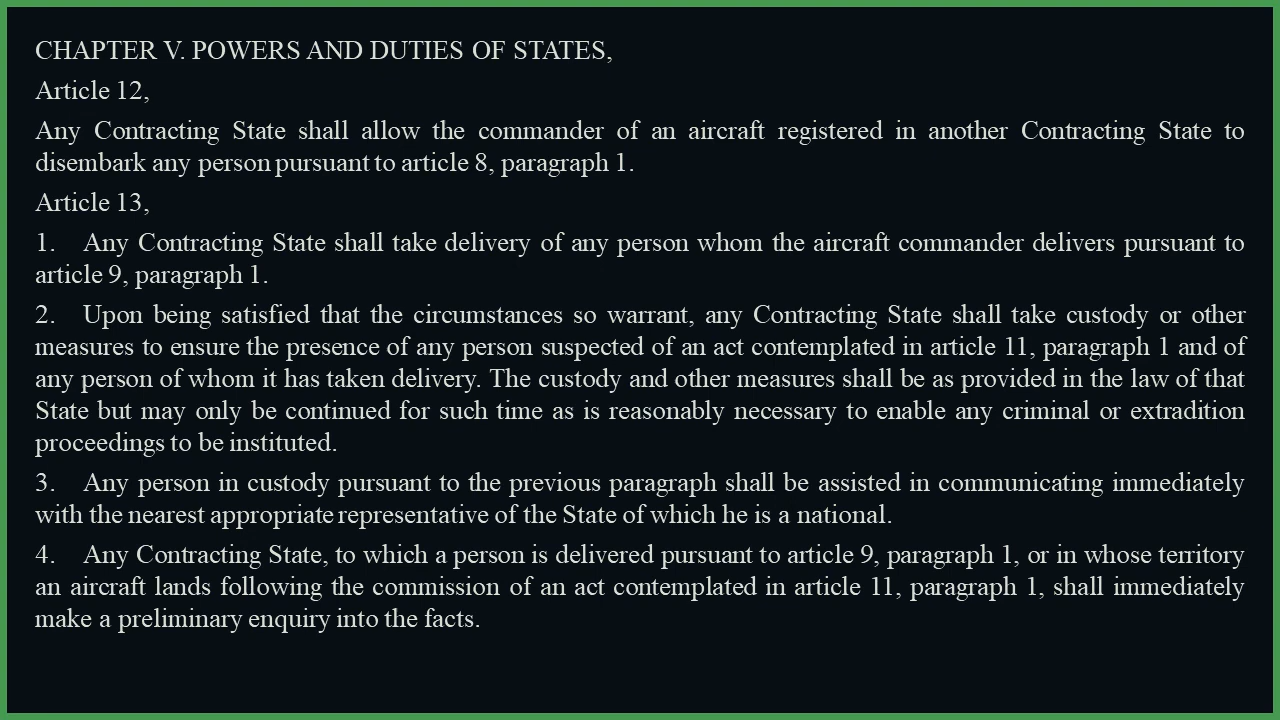 CHAPTER V. POWERS AND DUTIES OF STATES,
Article 12,
Any Contracting State shall allow the commander of an aircraft registered in another Contracting State to
disembark any person pursuant to article 8, paragraph 1.
Article 13,
1. Any Contracting State shall take delivery of any person whom the aircraft commander delivers pursuant to
article 9, paragraph 1.
2. Upon being satisfied that the circumstances so warrant, any Contracting State shall take custody or other
measures to ensure the presence of any person suspected of an act contemplated in article 11, paragraph 1 and of
any person of whom it has taken delivery. The custody and other measures shall be as provided in the law of that
State but may only be continued for such time as is reasonably necessary to enable any criminal or extradition
proceedings to be instituted.
3. Any person in custody pursuant to the previous paragraph shall be assisted in communicating immediately
with the nearest appropriate representative of the State of which he is a national.
4. Any Contracting State, to which a person is delivered pursuant to article 9, paragraph 1, or in whose territory
an aircraft lands following the commission of an act contemplated in article 11, paragraph 1, shall immediately
make a preliminary enquiry into the facts.